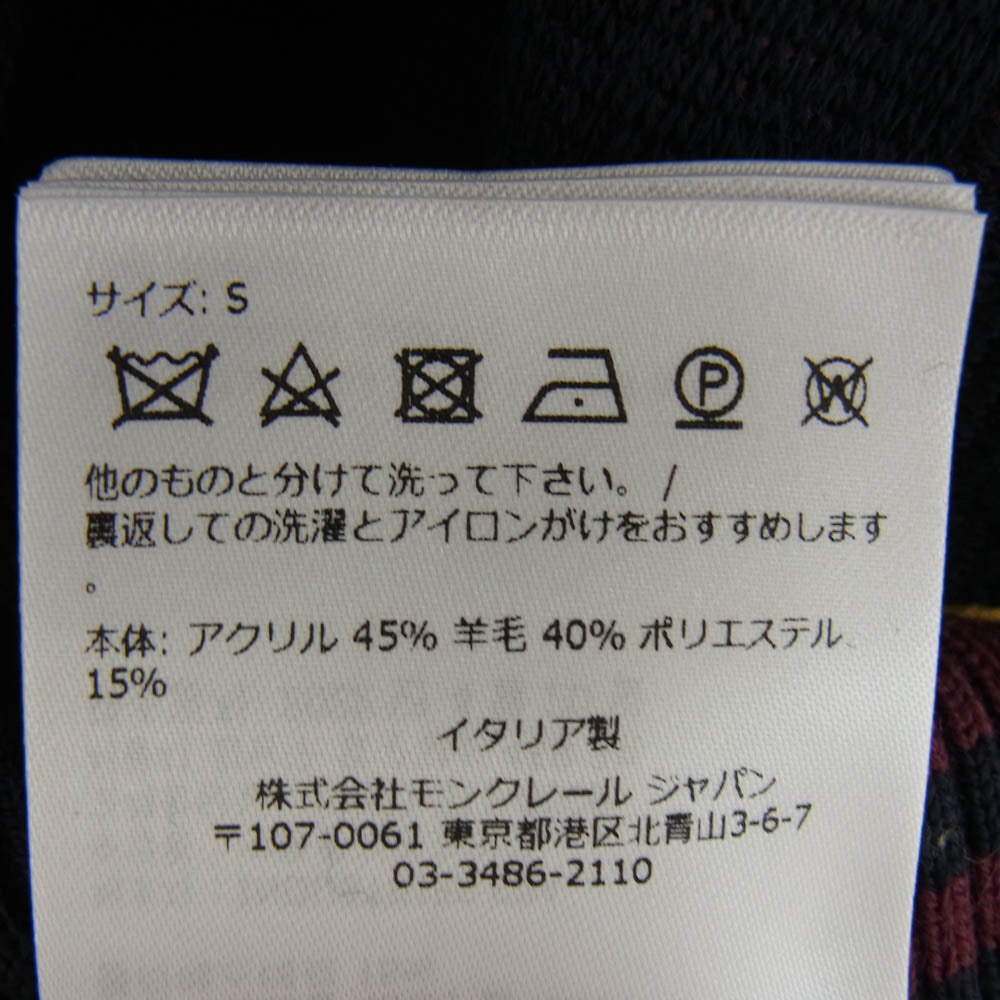 サイズ: S
P W
他のものと分けて洗って下さい。 /
裏返しての洗濯とアイロンがけをおすすめします
。
本体: アクリル 45% 羊毛 40% ポリエステル
15%
イタリア製
株式会社モンクレール ジャパン
〒107-0061 東京都港区北青山3-6-7
03-3486-2110